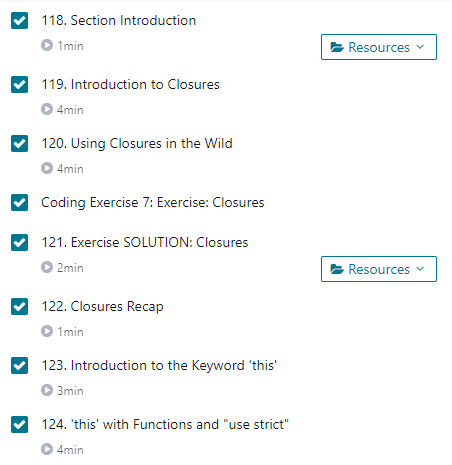 118. Section Introduction
1min
Resources
119. Introduction to Closures
4min
120. Using Closures in the Wild
4min
Coding Exercise 7: Exercise: Closures
121. Exercise SOLUTION: Closures
2min
Resources
122. Closures Recap
1min
123. Introduction to the Keyword 'this'
3min
124. 'this' with Functions and "use strict"
4min